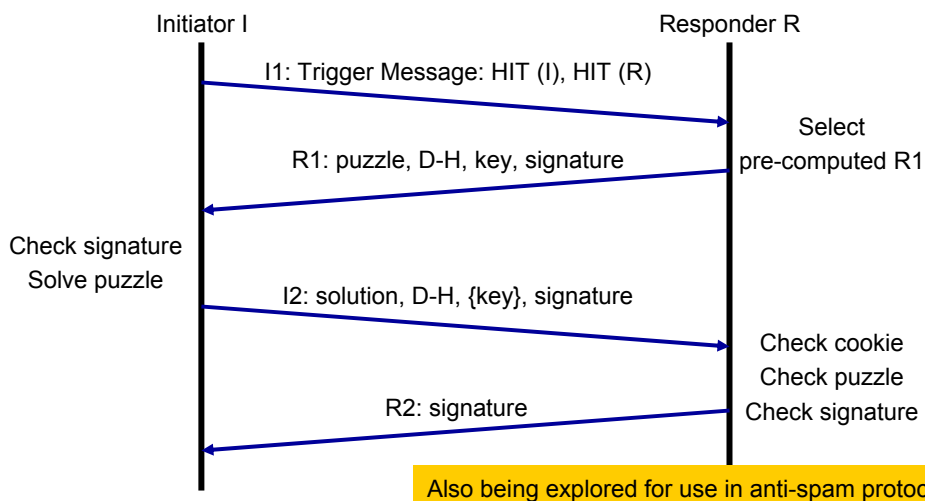 Initiator I
Responder R
I1: Trigger Message: HIT (I), HIT (R)
Select
pre-computed R1
R1: puzzle, D-H, key, signature
Check signature
Solve puzzle
I2: solution, D-H, {key}, signature
Check cookie
Check puzzle
Check signature
R2: signature
Also being explored for use in anti-spam protoc